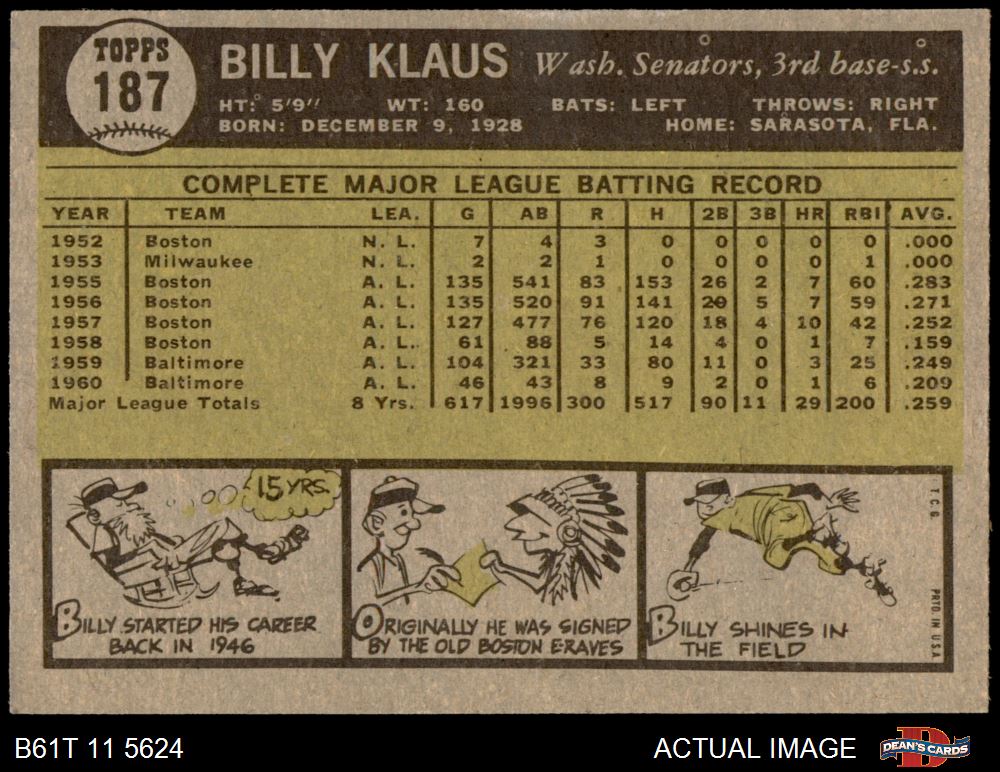 TOPPS
187
BILLY KLAUS Wash. Senators, 3rd base-s.s.
HT: 5'9" WT: 160 BATS: LEFT THROWS: RIGHT
BORN: DECEMBER 9, 1928 HOME: SARASOTA, FLA.
COMPLETE MAJOR LEAGUE BATTING RECORD
YEAR TEAM LEA. G AB R H 2B 3B HR RBI AVG.
1952 Boston N. L. 7 4 3 0 0 0 0 0 .000
1953 Milwaukee N. L. 2 2 1 0 0 0 0 1 .000
1955 Boston A. L. 135 541 83 153 26 2 7 60 .283
1956 Boston A. L. 135 520 91 141 29 5 7 59 .271
1957 Boston A. L. 127 477 76 120 18 4 10 42 .252
1958 Boston A. L. 61 88 5 14 4 0 1 7 .159
1959 Baltimore A. L. 104 321 33 80 11 0 3 25 .249
1960 Baltimore A. L. 46 43 8 9 2 0 1 6 .209
Major League Totals 8 Yrs. 617 1996 300 517 90 11 29 200 .259
15 YRS.
BILLY STARTED HIS CAREER
BACK IN 1946
ORIGINALLY HE WAS SIGNED
BY THE OLD BOSTON BRAVES
BILLY SHINES IN
THE FIELD
T.C.G.
PRTD. IN U.S.A.
B61T 11 5624 ACTUAL IMAGE DEAN'S CARDS